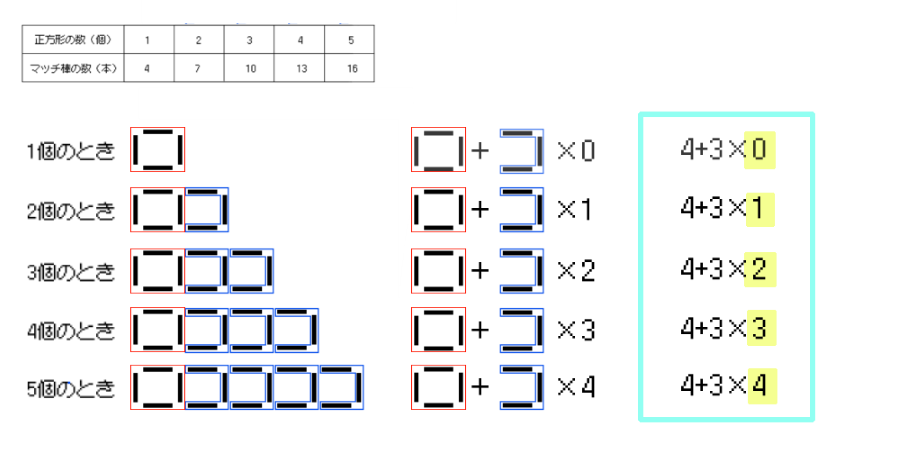 正方形の数（個） 1 2 3 4 5
マッチ棒の数（本） 4 7 10 13 16
1個のとき + ×0 4+3×0
2個のとき + ×1 4+3×1
3個のとき + ×2 4+3×2
4個のとき + ×3 4+3×3
5個のとき + ×4 4+3×4